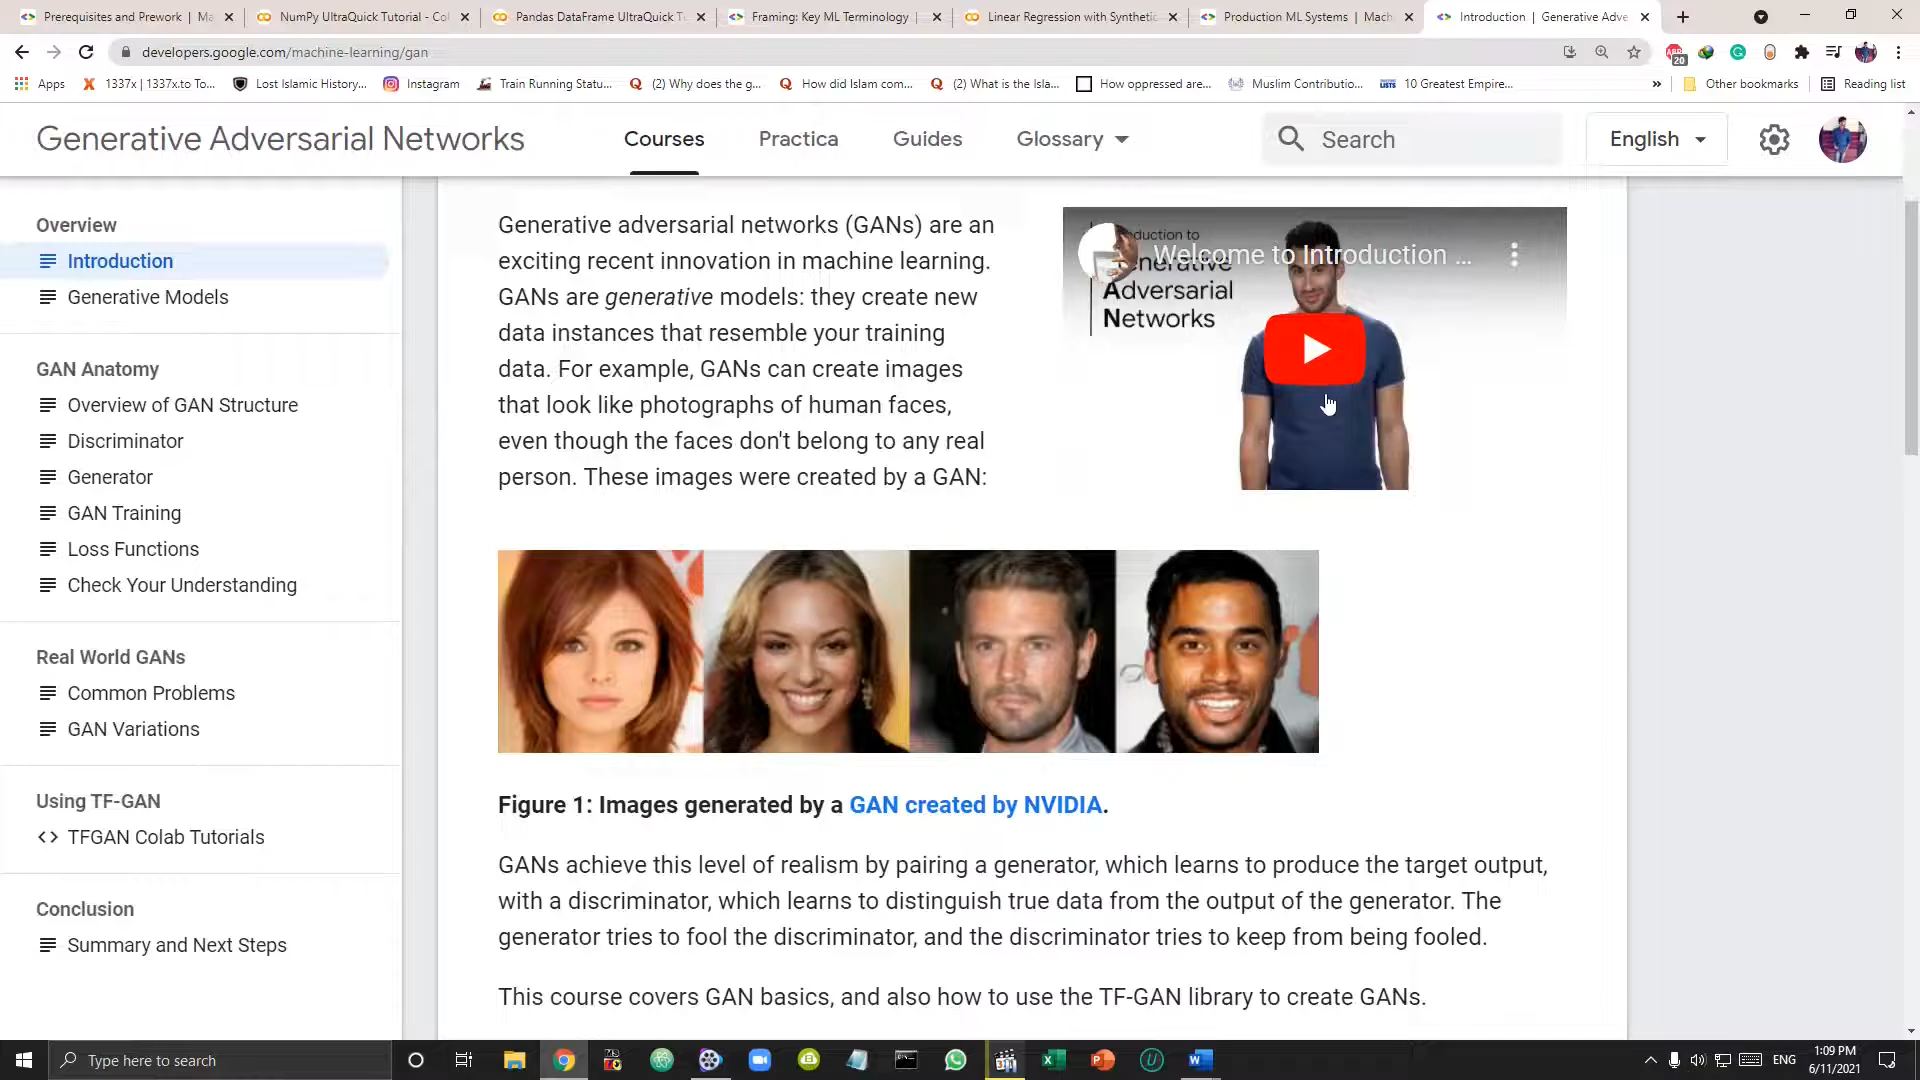 Prerequisites and Prework | Ma
NumPy UltraQuick Tutorial - Col
Pandas DataFrame UltraQuick T
Framing: Key ML Terminology |
Linear Regression with Synthetic
Production ML Systems | Mach
Introduction | Generative Adve
developers.google.com/machine-learning/gan
20
Apps
1337x | 1337x.to To...
Lost Islamic History...
Instagram
Train Running Statu...
(2) Why does the g...
How did Islam com...
(2) What is the Isla...
How oppressed are...
Muslim Contributio...
10 Greatest Empire...
»
Other bookmarks
Reading list
Generative Adversarial Networks
Courses
Practica
Guides
Glossary
Search
English
Overview
Introduction
Generative Models
GAN Anatomy
Overview of GAN Structure
Discriminator
Generator
GAN Training
Loss Functions
Check Your Understanding
Real World GANs
Common Problems
GAN Variations
Using TF-GAN
TFGAN Colab Tutorials
Conclusion
Summary and Next Steps
Generative adversarial networks (GANs) are an
exciting recent innovation in machine learning.
GANs are generative models: they create new
data instances that resemble your training
data. For example, GANs can create images
that look like photographs of human faces,
even though the faces don't belong to any real
person. These images were created by a GAN:
Welcome to Introduction ...
Adversarial
Networks
Figure 1: Images generated by a GAN created by NVIDIA.
GANs achieve this level of realism by pairing a generator, which learns to produce the target output,
with a discriminator, which learns to distinguish true data from the output of the generator. The
generator tries to fool the discriminator, and the discriminator tries to keep from being fooled.
This course covers GAN basics, and also how to use the TF-GAN library to create GANs.
Type here to search
ENG
1:09 PM
6/11/2021